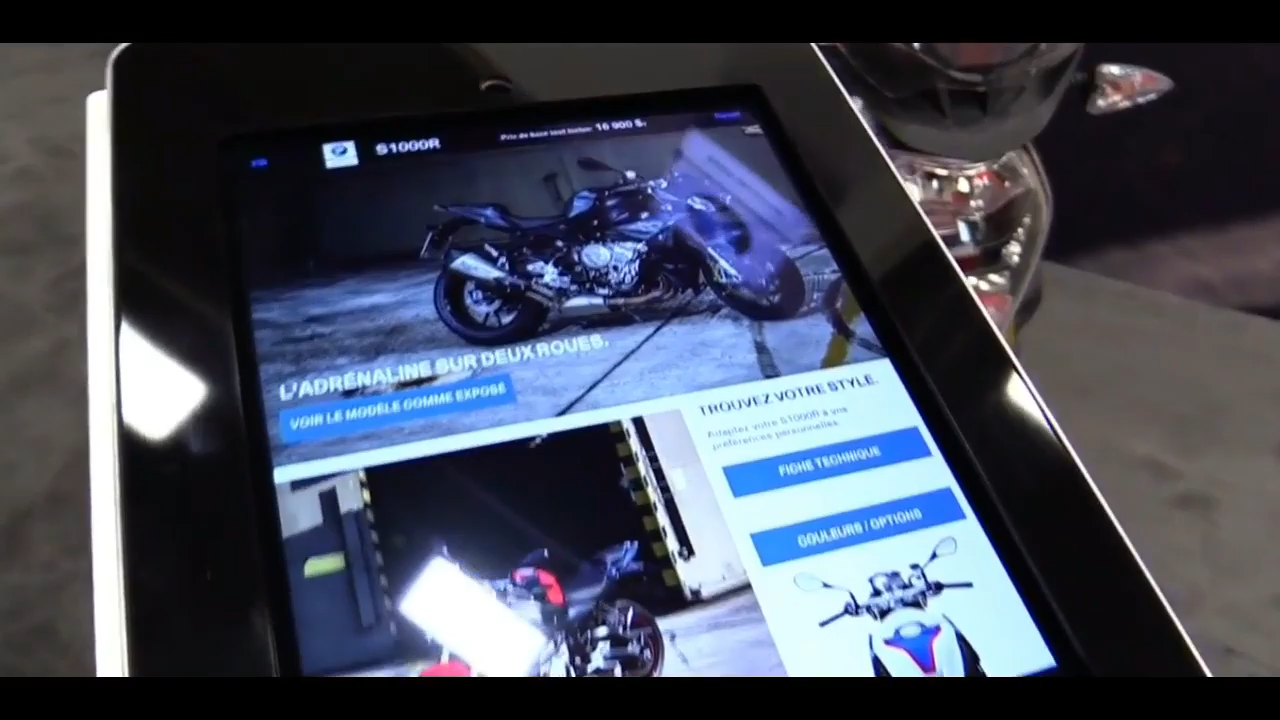 S1000R
Prix de base tout inclus: 16 900 $.
L'ADRÉNALINE SUR DEUX ROUES.
VOIR LE MODÈLE COMME EXPOSÉ
TROUVEZ VOTRE STYLE.
Adaptez votre S1000R à vos
préférences personnelles.
FICHE TECHNIQUE
COULEURS / OPTIONS